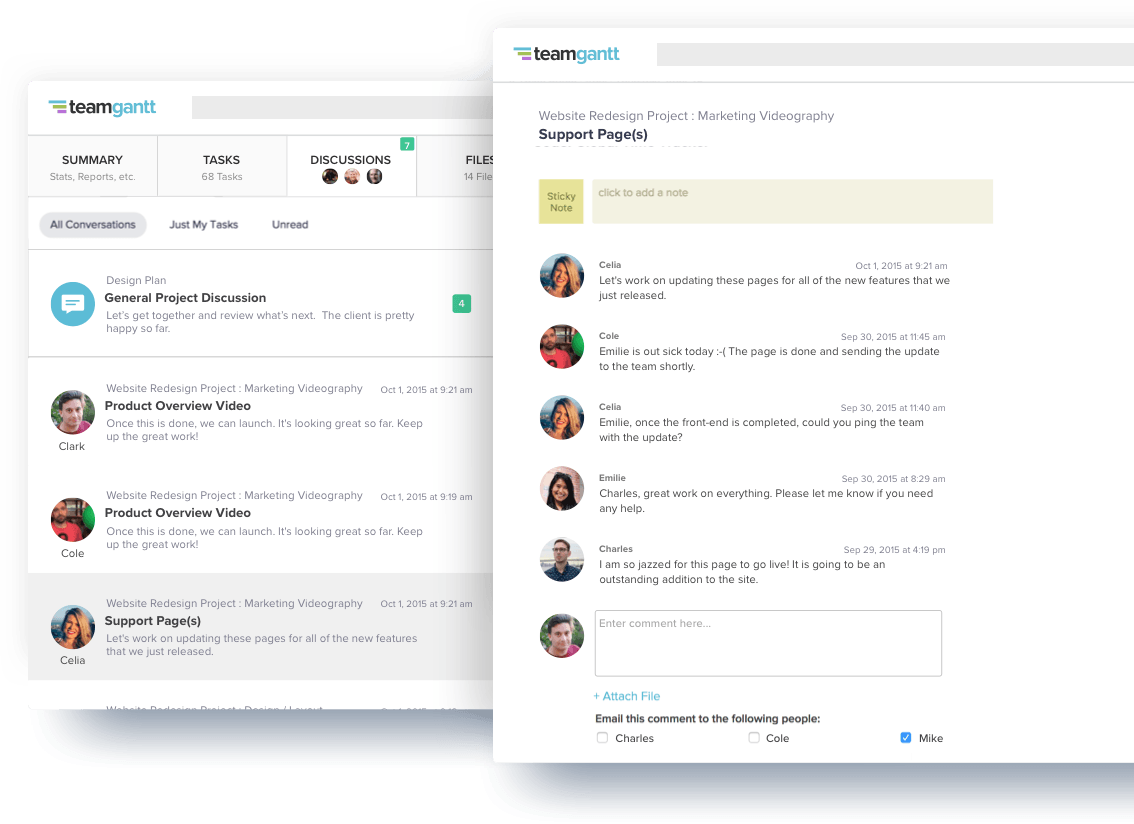 teamgantt
SUMMARY
Stats, Reports, etc.
TASKS
68 Tasks
7
DISCUSSIONS
FILES
14 File
All Conversations
Just My Tasks
Unread
Design Plan
General Project Discussion
Let's get together and review what's next. The client is pretty
happy so far.
4
Website Redesign Project : Marketing Videography
Oct 1, 2015 at 9:21 am
Product Overview Video
Once this is done, we can launch. It's looking great so far. Keep
up the great work!
Clark
Website Redesign Project : Marketing Videography
Oct 1, 2015 at 9:19 am
Product Overview Video
Once this is done, we can launch. It's looking great so far. Keep
up the great work!
Cole
Website Redesign Project : Marketing Videography
Oct 1, 2015 at 9:21 am
Support Page(s)
Let's work on updating these pages for all of the new features
that we just released.
Celia
Website Redesign Project : Design / Layout
teamgantt
Website Redesign Project : Marketing Videography
Support Page(s)
Sticky
Note
click to add a note
Celia
Oct 1, 2015 at 9:21 am
Let's work on updating these pages for all of the new features that we
just released.
Cole
Sep 30, 2015 at 11:45 am
Emilie is out sick today :-( The page is done and sending the update
to the team shortly.
Celia
Sep 30, 2015 at 11:40 am
Emilie, once the front-end is completed, could you ping the team
with the update?
Emilie
Sep 30, 2015 at 8:29 am
Charles, great work on everything. Please let me know if you need
any help.
Charles
Sep 29, 2015 at 4:19 pm
I am so jazzed for this page to go live! It is going to be an
outstanding addition to the site.
Enter comment here...
+ Attach File
Email this comment to the following people:
Charles
Cole
Mike